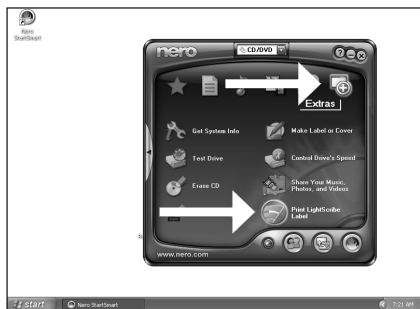 Nero
StartSmart
nero
CD/DVD
Extras
Get System Info
Make Label or Cover
Test Drive
Control Drive's Speed
Erase CD
Share Your Music,
Photos, and Videos
Print LightScribe
Label
www.nero.com
start
Nero StartSmart
7:21 AM